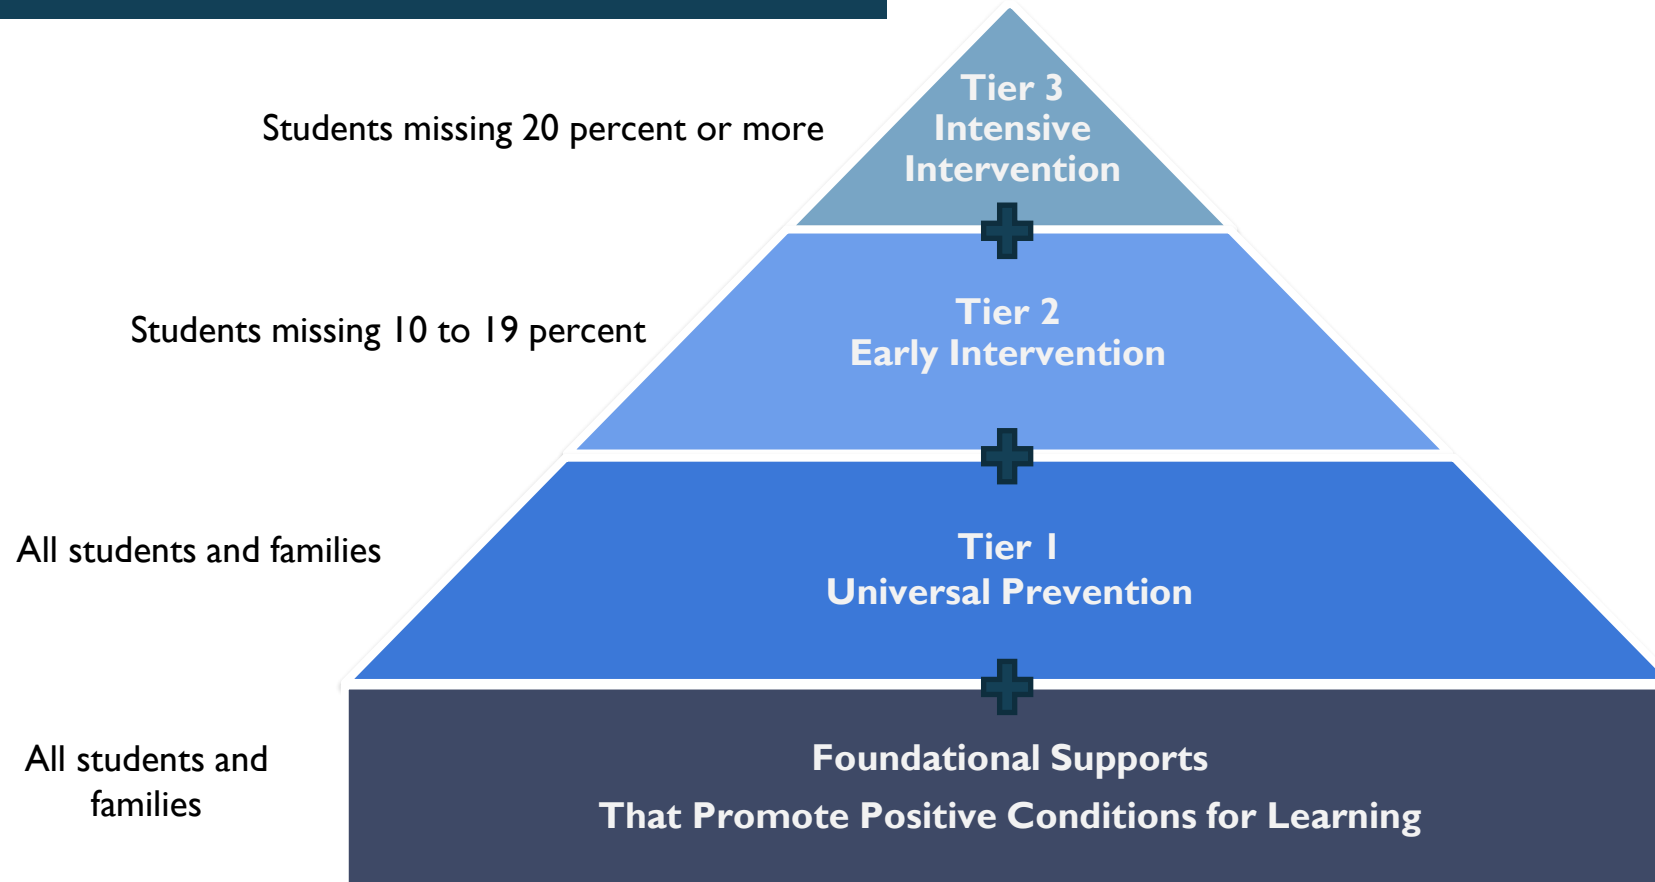 Tier 3
Intensive
Intervention
Students missing 20 percent or more
Tier 2
Early Intervention
Students missing 10 to 19 percent
Tier 1
Universal Prevention
All students and families
Foundational Supports
That Promote Positive Conditions for Learning
All students and
families